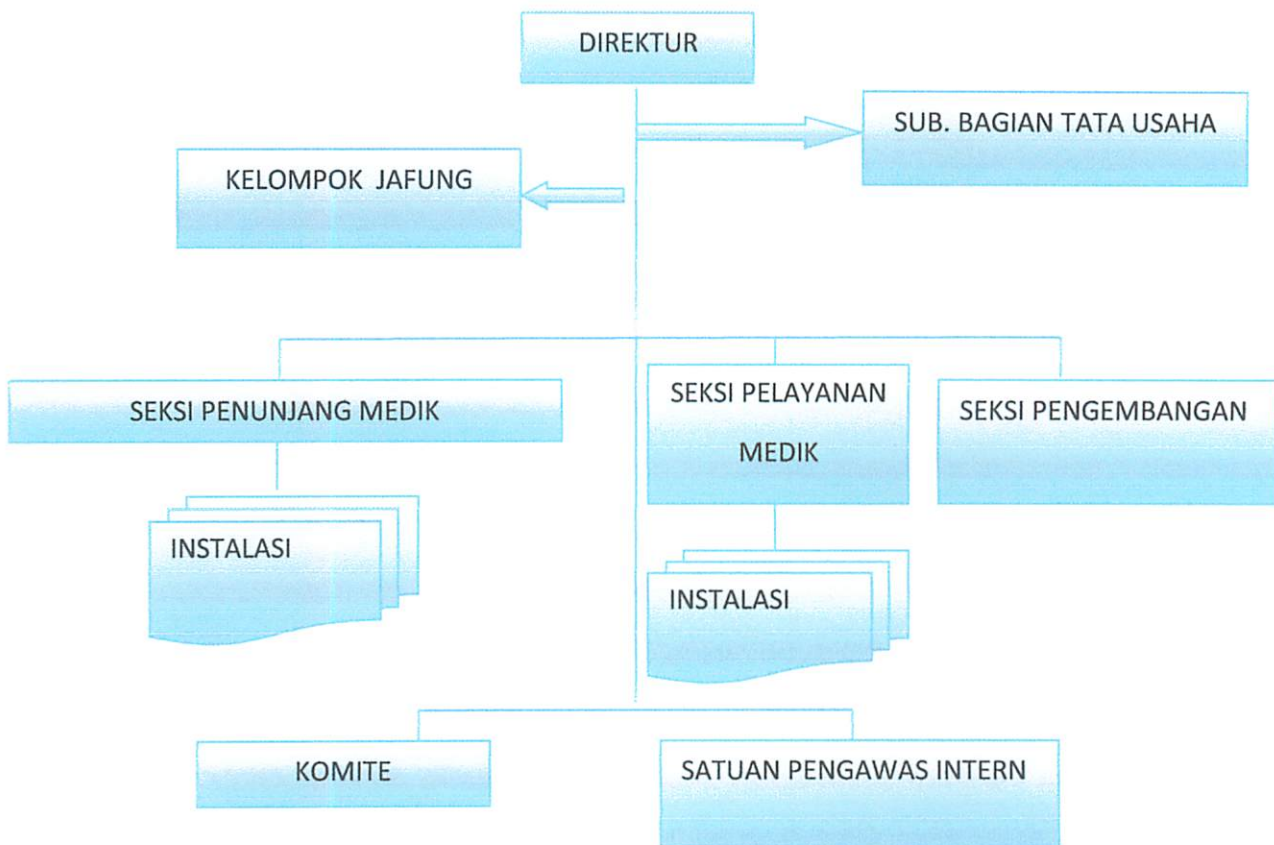 DIREKTUR
SUB. BAGIAN TATA USAHA
KELOMPOK JAFUNG
SEKSI PENUNJANG MEDIK
SEKSI PELAYANAN
MEDIK
SEKSI PENGEMBANGAN
INSTALASI
INSTALASI
KOMITE
SATUAN PENGAWAS INTERN